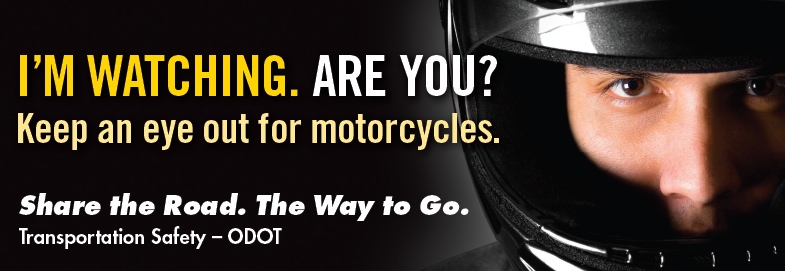 I'M WATCHING. ARE YOU?
Keep an eye out for motorcycles.
Share the Road. The Way to Go.
Transportation Safety – ODOT